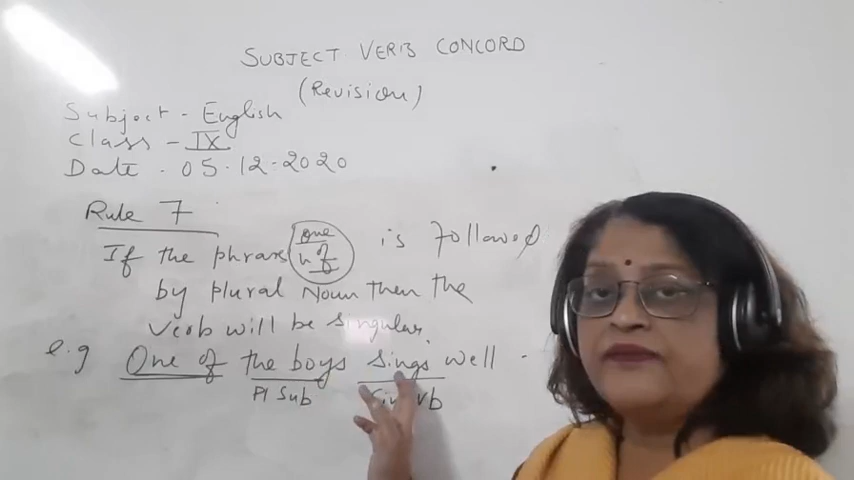 SUBJECT VERB CONCORD
(Revision)
Subject - English
Class - IX
Date - 05.12.2020
Rule 7
If the phrase one of is followed
by plural Noun then the
verb will be singular.
e.g One of the boys sings well -
Pl Sub vb